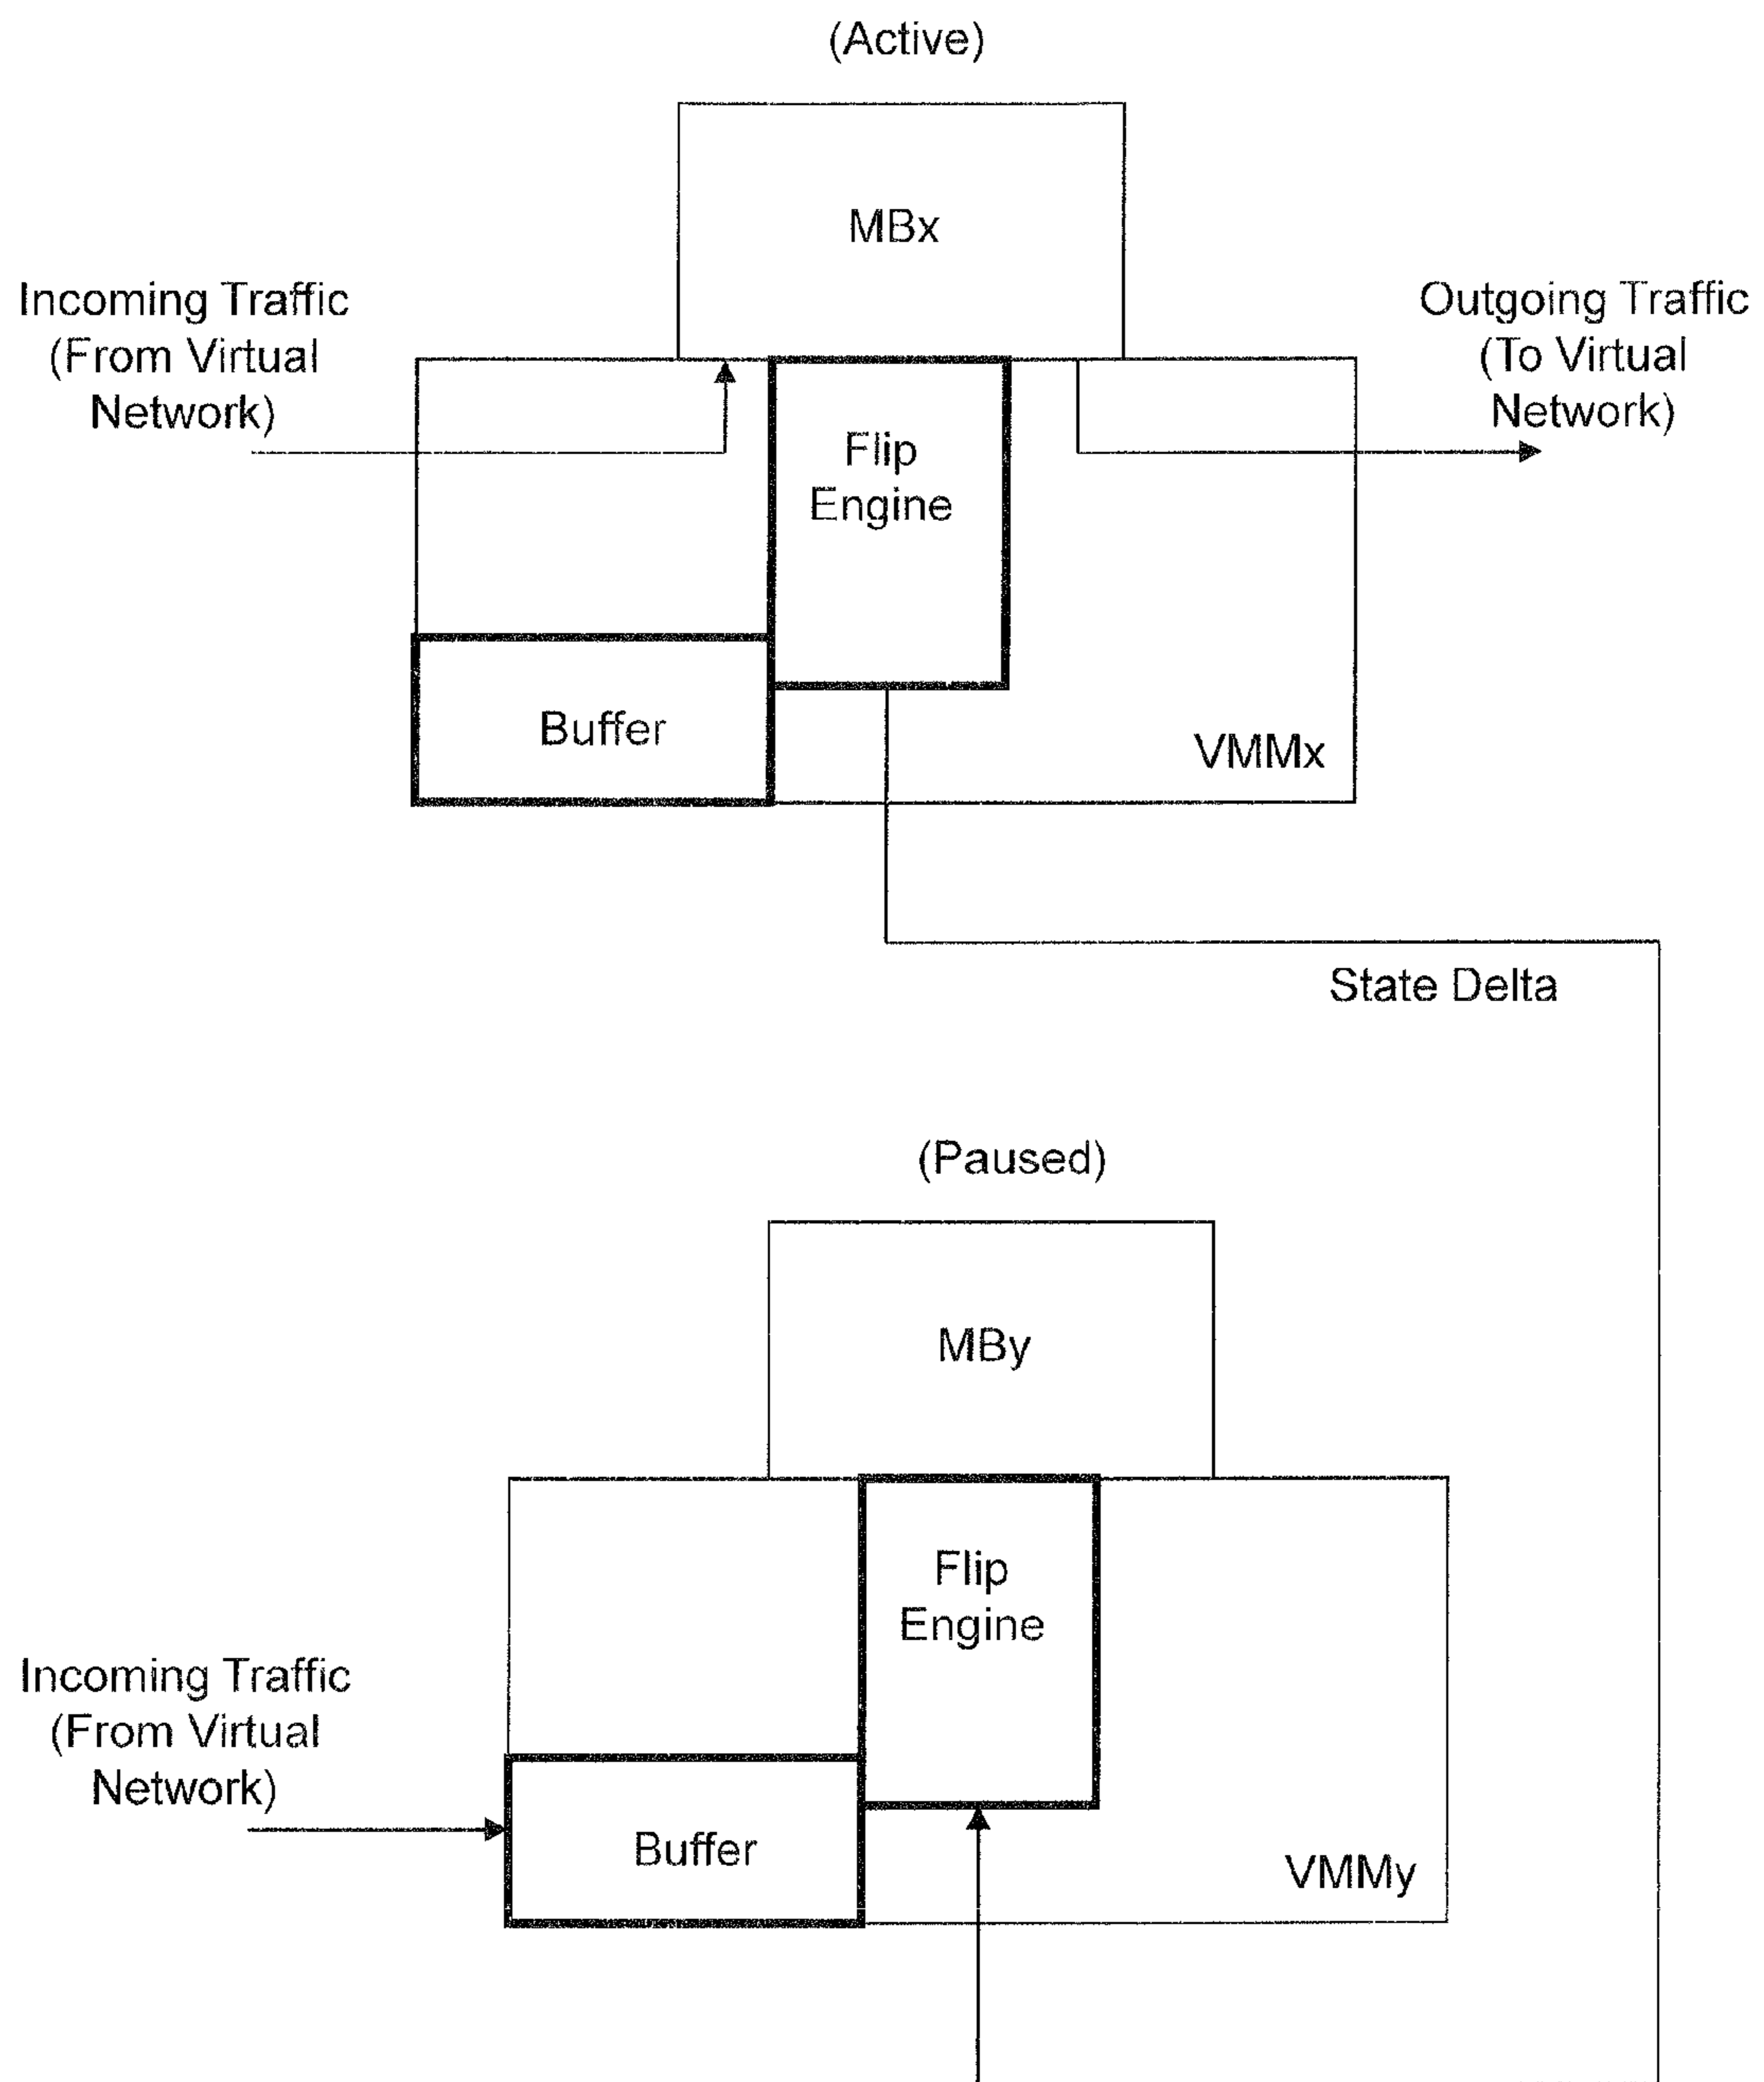 (Active)
MBx
Incoming Traffic
(From Virtual
Network)
Outgoing Traffic
(To Virtual
Network)
Flip
Engine
Buffer
VMMx
State Delta
(Paused)
MBy
Flip
Engine
Incoming Traffic
(From Virtual
Network)
Buffer
VMMy